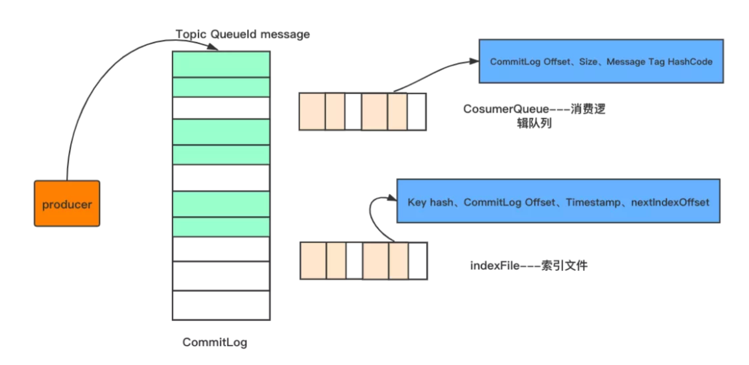 Topic QueueId message
CommitLog Offset、Size、Message Tag HashCode
CosumerQueue---消费逻
辑队列
producer
Key hash、CommitLog Offset、Timestamp、nextIndexOffset
indexFile---索引文件
CommitLog